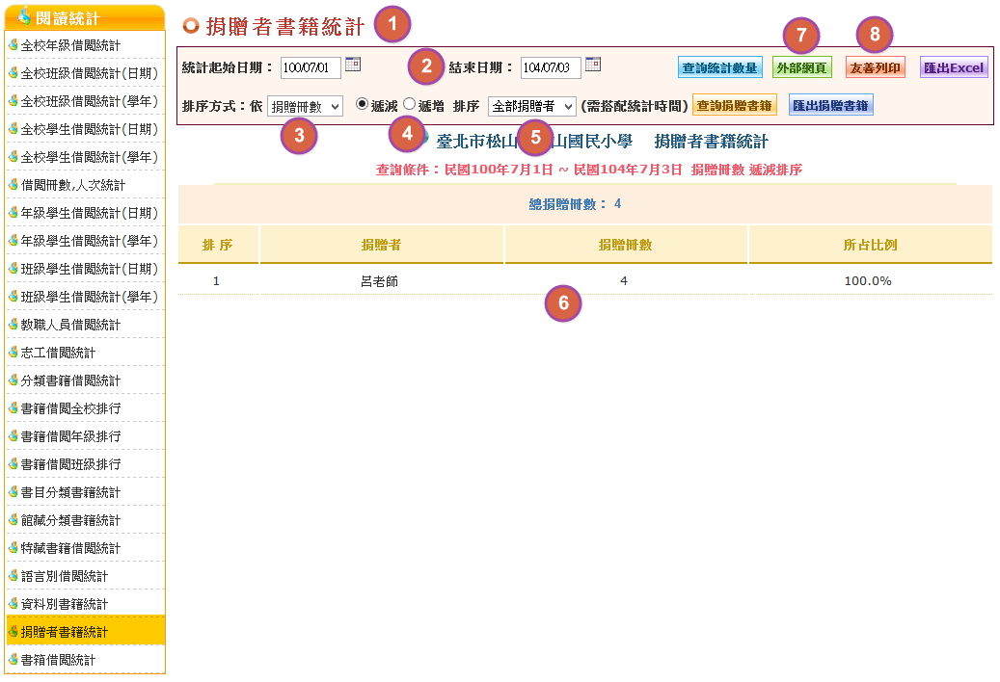 閱讀統計
全校年級借閱統計
全校班級借閱統計(日期)
全校班級借閱統計(學年)
全校學生借閱統計(日期)
全校學生借閱統計(學年)
借閱冊數,人次統計
年級學生借閱統計(日期)
年級學生借閱統計(學年)
班級學生借閱統計(日期)
班級學生借閱統計(學年)
教職人員借閱統計
志工借閱統計
分類書籍借閱統計
書籍借閱全校排行
書籍借閱年級排行
書籍借閱班級排行
書目分類書籍統計
館藏分類書籍統計
特藏書籍借閱統計
語言別借閱統計
資料別書籍統計
捐贈者書籍統計
書箱借閱統計
捐贈者書籍統計 1
7 8
統計起始日期： 100/07/01 2 結束日期： 104/07/03 查詢統計數量 外部網頁 友善列印 匯出Excel
排序方式：依 捐贈冊數 遞減 遞增 排序 全部捐贈者 (需搭配統計時間) 查詢捐贈書籍 匯出捐贈書籍
3 4 5
臺北市松山 山國民小學 捐贈者書籍統計
查詢條件：民國100年7月1日 ~ 民國104年7月3日 捐贈冊數 遞減排序
總捐贈冊數： 4
排 序 捐贈者 捐贈冊數 所占比例
1 呂老師 4 100.0%
6